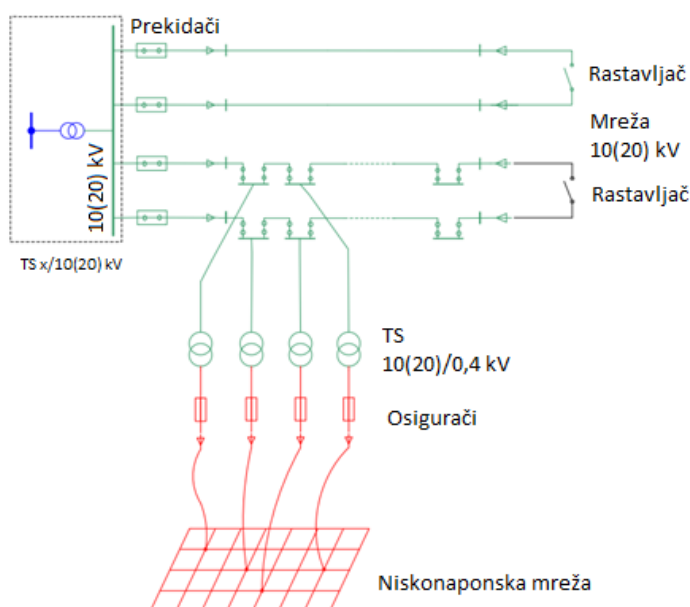 Prekidači
Rastavljač
Mreža
10(20) kV
Rastavljač
10(20) kV
TS x/10(20) kV
TS
10(20)/0,4 kV
Osigurači
Niskonaponska mreža